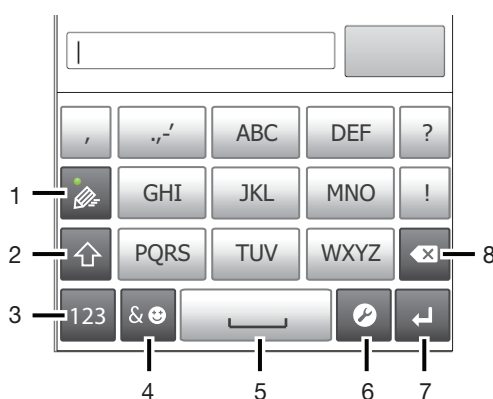 , .,-' ABC DEF ?
1 GHI JKL MNO !
2 PQRS TUV WXYZ 8
3 123 &
4 5 6 7